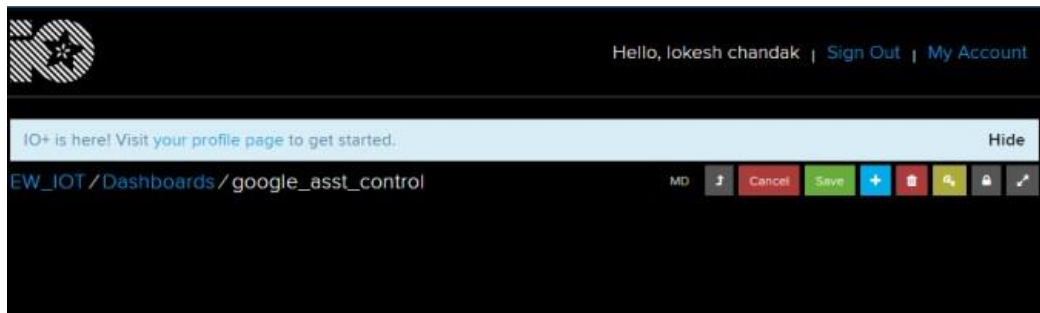 iO
Hello, lokesh chandak | Sign Out | My Account
IO+ is here! Visit your profile page to get started. Hide
EW_IOT / Dashboards / google_asst_control MD Cancel Save